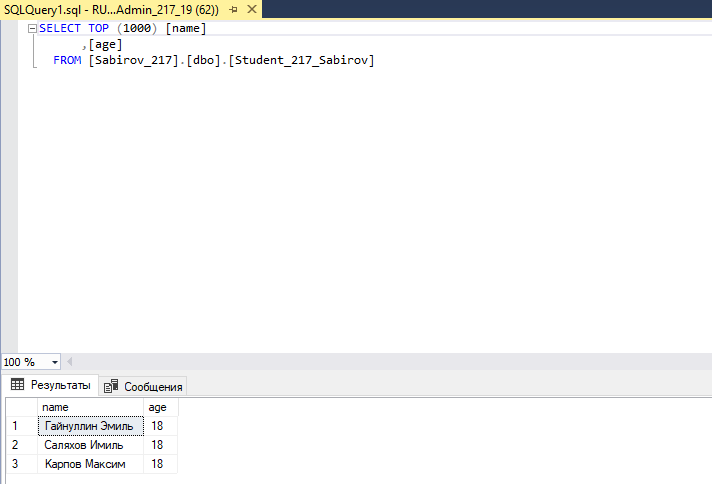 SQLQuery1.sql - RU...Admin_217_19 (62))
SELECT TOP (1000) [name]
,[age]
FROM [Sabirov_217].[dbo].[Student_217_Sabirov]
100 %
Результаты Сообщения
name age
1 Гайнуллин Эмиль 18
2 Саляхов Имиль 18
3 Карпов Максим 18